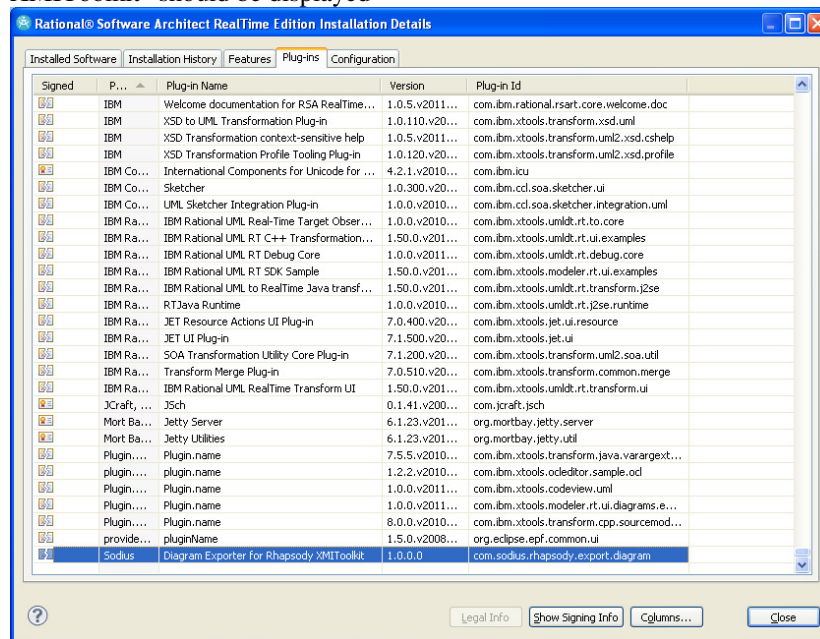 XMIToolkit" should be displayed
Rational® Software Architect RealTime Edition Installation Details
Installed Software Installation History Features Plug-ins Configuration
Signed P... Plug-in Name Version Plug-in Id
IBM Welcome documentation for RSA RealTime... 1.0.5.v2011... com.ibm.rational.rsart.core.welcome.doc
IBM XSD to UML Transformation Plug-in 1.0.110.v20... com.ibm.xtools.transform.xsd.uml
IBM XSD Transformation context-sensitive help 1.0.5.v2011... com.ibm.xtools.transform.uml2.xsd.cshelp
IBM XSD Transformation Profile Tooling Plug-in 1.0.120.v20... com.ibm.xtools.transform.uml2.xsd.profile
IBM Co... International Components for Unicode for ... 4.2.1.v2010... com.ibm.icu
IBM Co... Sketcher 1.0.300.v20... com.ibm.ccl.soa.sketcher.ui
IBM Co... UML Sketcher Integration Plug-in 1.0.0.v2010... com.ibm.ccl.soa.sketcher.integration.uml
IBM Ra... IBM Rational UML Real-Time Target Obser... 1.0.0.v2010... com.ibm.xtools.umldt.rt.to.core
IBM Ra... IBM Rational UML RT C++ Transformation... 1.50.0.v201... com.ibm.xtools.umldt.rt.ui.examples
IBM Ra... IBM Rational UML RT Debug Core 1.0.0.v2011... com.ibm.xtools.umldt.rt.debug.core
IBM Ra... IBM Rational UML RT SDK Sample 1.50.0.v201... com.ibm.xtools.modeler.rt.ui.examples
IBM Ra... IBM Rational UML to RealTime Java transf... 1.50.0.v201... com.ibm.xtools.umldt.rt.transform.j2se
IBM Ra... RTJava Runtime 1.0.0.v2010... com.ibm.xtools.umldt.rt.j2se.runtime
IBM Ra... JET Resource Actions UI Plug-in 7.0.400.v20... com.ibm.xtools.jet.ui.resource
IBM Ra... JET UI Plug-in 7.1.500.v20... com.ibm.xtools.jet.ui
IBM Ra... SOA Transformation Utility Core Plug-in 7.1.200.v20... com.ibm.xtools.transform.uml2.soa.util
IBM Ra... Transform Merge Plug-in 7.0.510.v20... com.ibm.xtools.transform.common.merge
IBM Ra... IBM Rational UML RealTime Transform UI 1.50.0.v201... com.ibm.xtools.umldt.rt.transform.ui
JCraft, ... JSch 0.1.41.v200... com.jcraft.jsch
Mort Ba... Jetty Server 6.1.23.v201... org.mortbay.jetty.server
Mort Ba... Jetty Utilities 6.1.23.v201... org.mortbay.jetty.util
Plugin.... Plugin.name 7.5.5.v2010... com.ibm.xtools.transform.java.varargext...
plugin.... plugin.name 1.2.2.v2010... com.ibm.xtools.ocleditor.sample.ocl
Plugin.... Plugin.name 1.0.0.v2011... com.ibm.xtools.codeview.uml
Plugin.... Plugin.name 1.0.0.v2011... com.ibm.xtools.modeler.rt.ui.diagrams.e...
Plugin.... Plugin.name 8.0.0.v2010... com.ibm.xtools.transform.cpp.sourcemod...
provide... pluginName 1.5.0.v2008... org.eclipse.epf.common.ui
Sodius Diagram Exporter for Rhapsody XMIToolkit 1.0.0.0 com.sodius.rhapsody.export.diagram
? Legal Info Show Signing Info Columns... Close